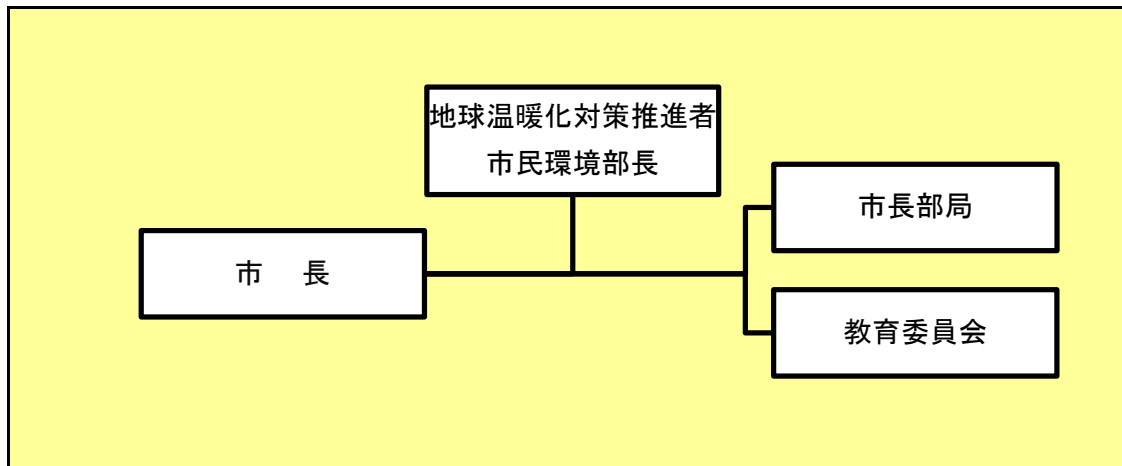 地球温暖化対策推進者
市民環境部長
市長部局
市　長
教育委員会